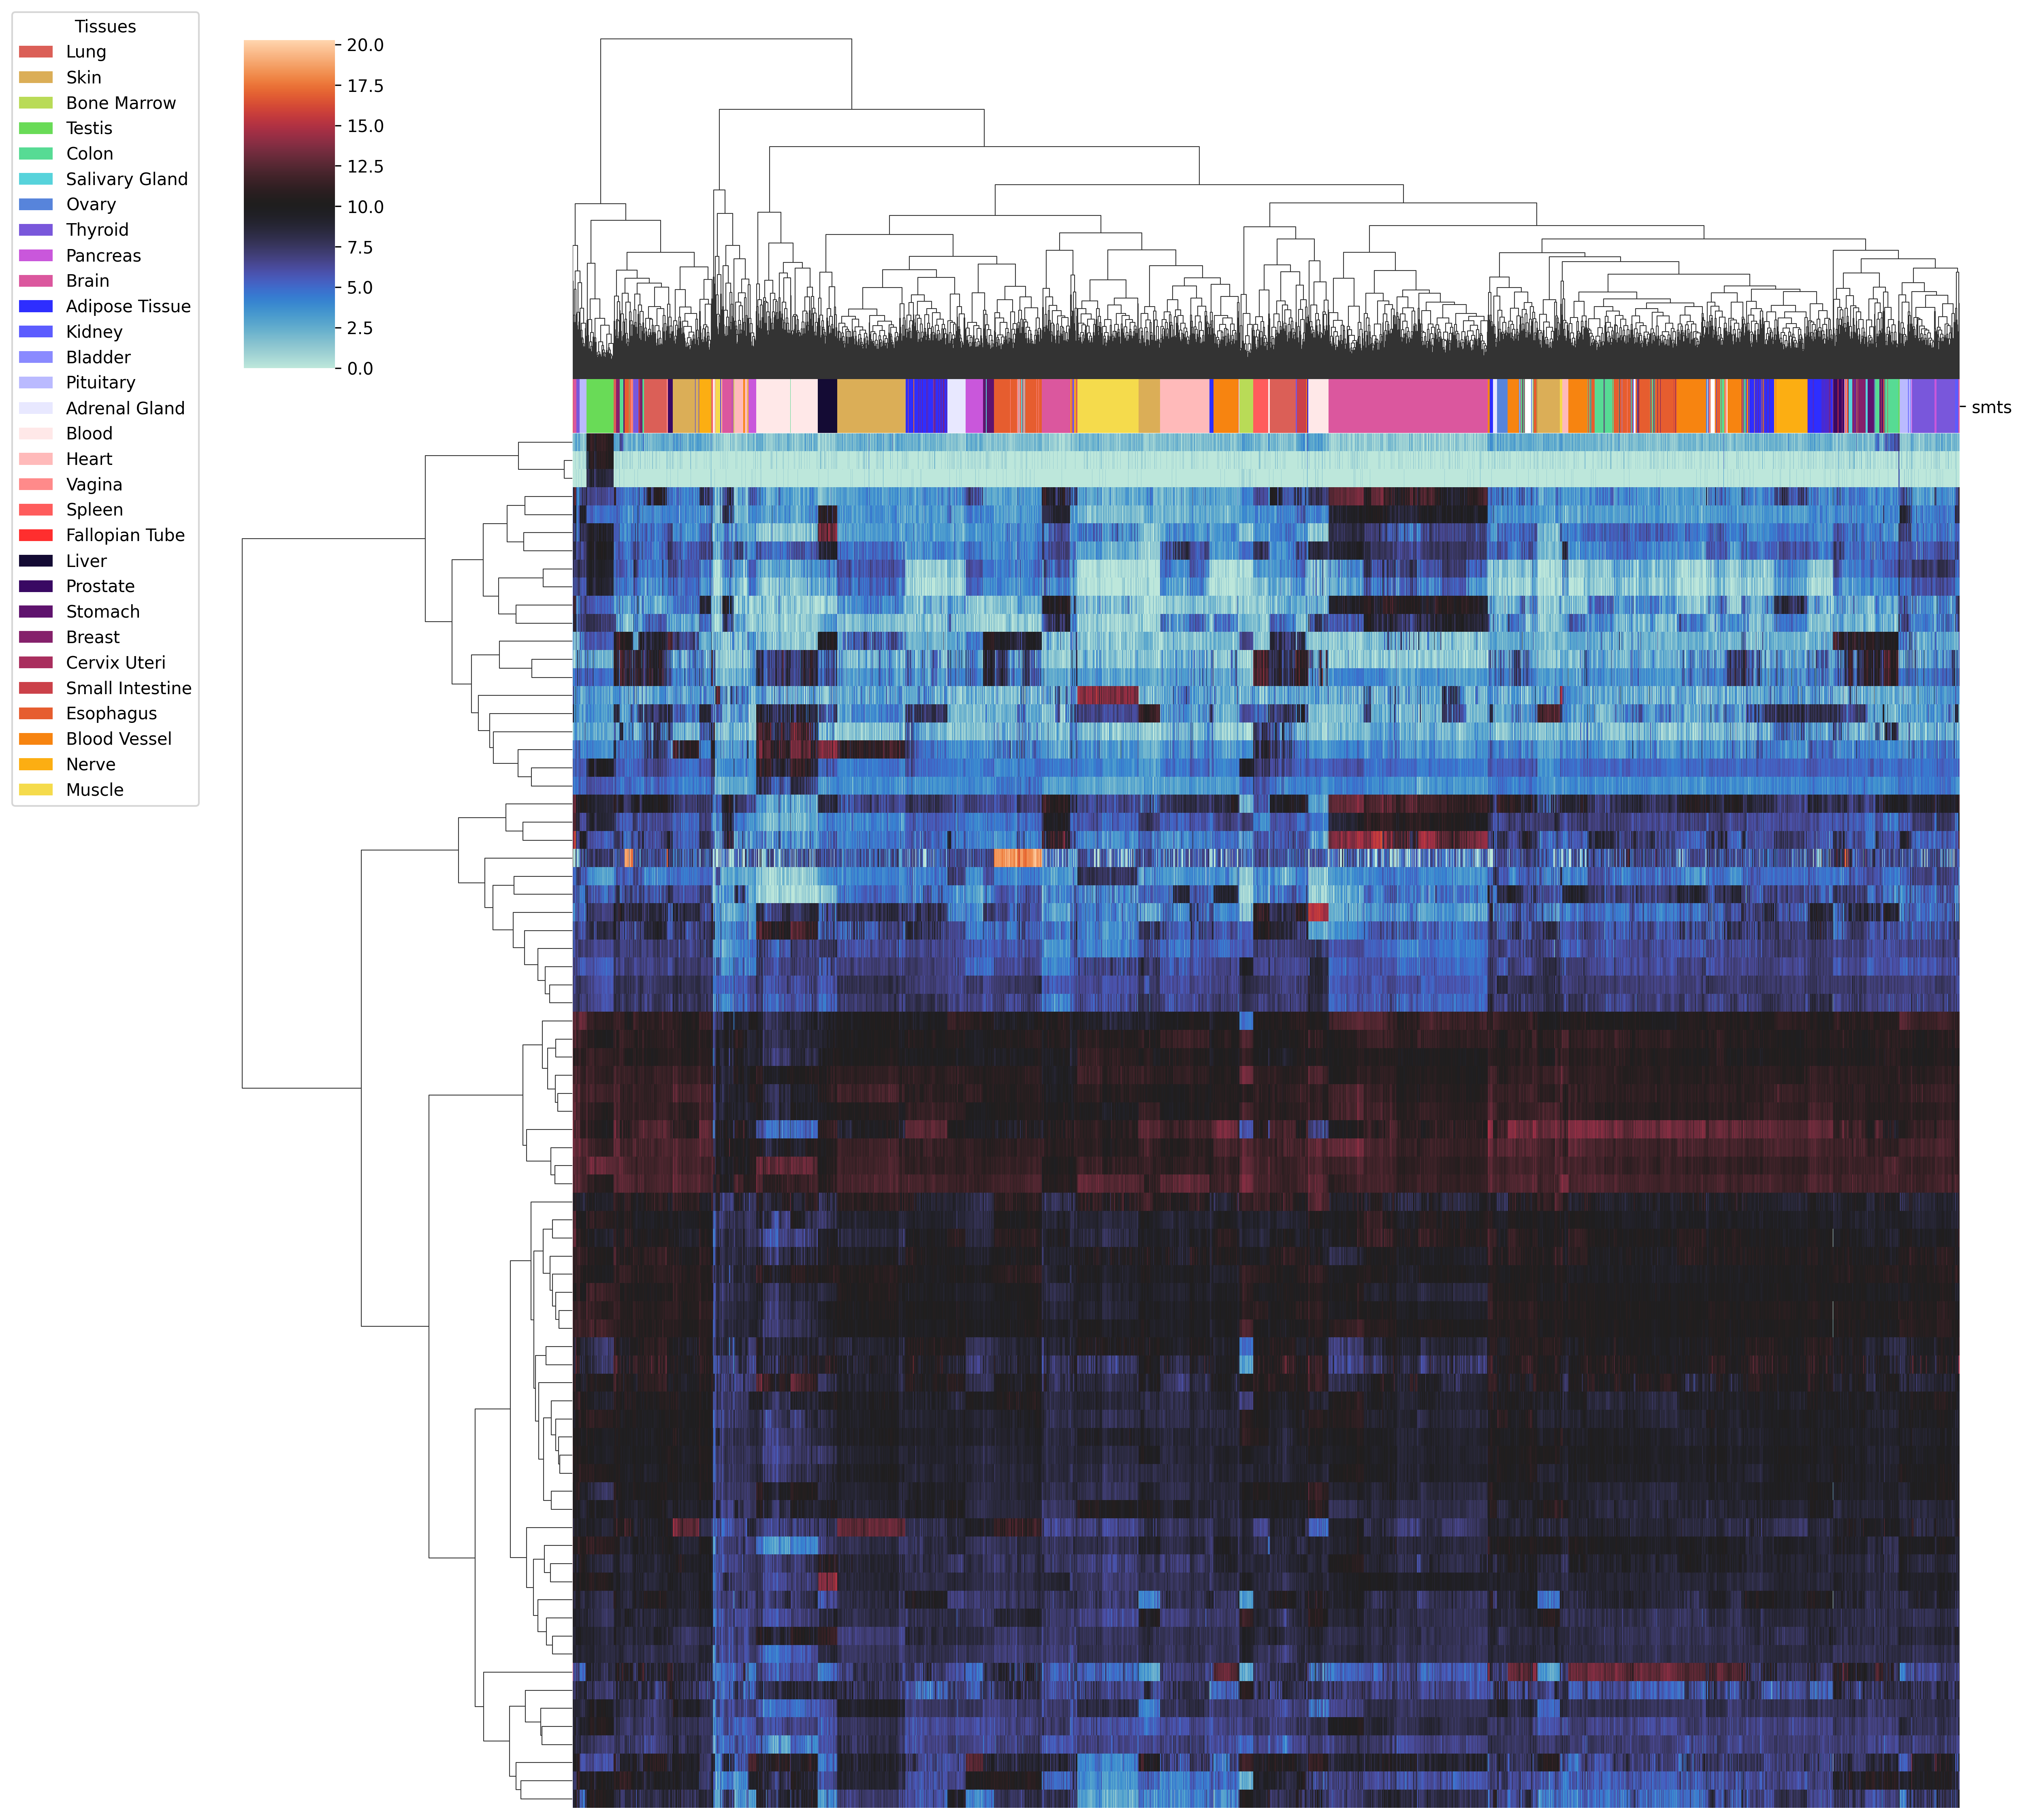 Tissues
Lung
Skin
Bone Marrow
Testis
Colon
Salivary Gland
Ovary
Thyroid
Pancreas
Brain
Adipose Tissue
Kidney
Bladder
Pituitary
Adrenal Gland
Blood
Heart
Vagina
Spleen
Fallopian Tube
Liver
Prostate
Stomach
Breast
Cervix Uteri
Small Intestine
Esophagus
Blood Vessel
Nerve
Muscle
20.0
17.5
15.0
12.5
10.0
7.5
5.0
2.5
0.0
smts